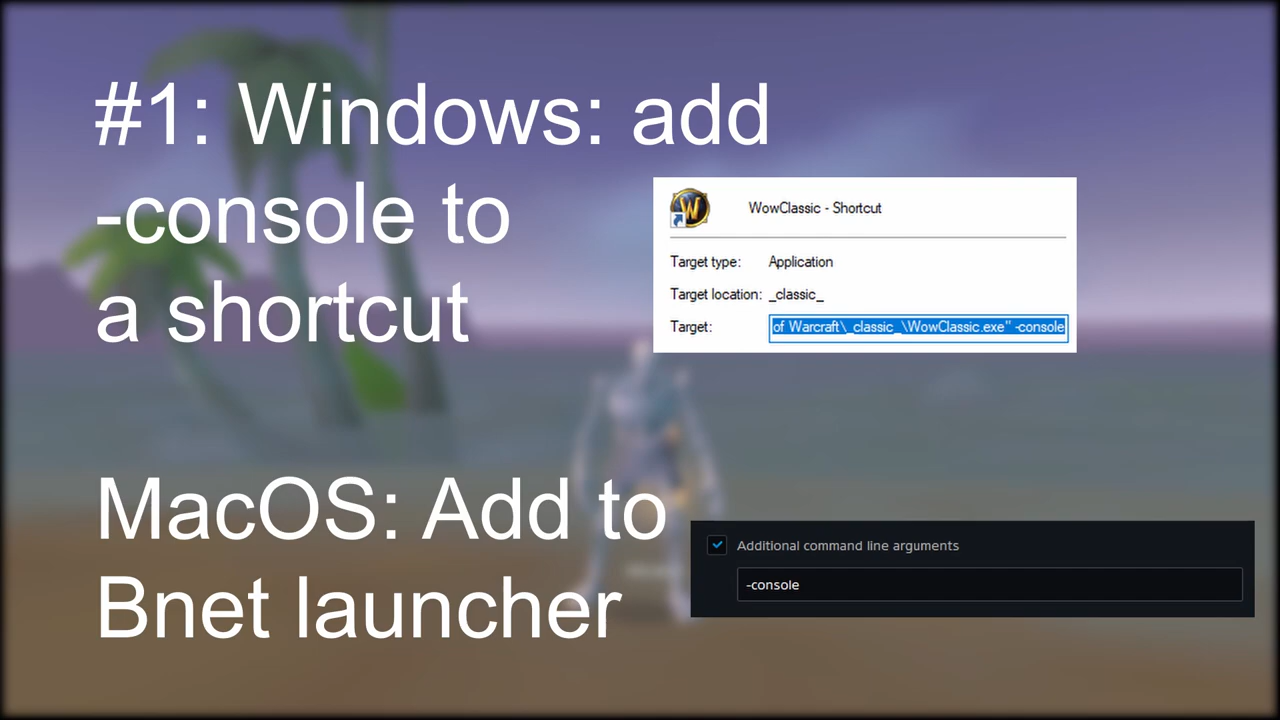 #1: Windows: add
-console to
a shortcut
WowClassic - Shortcut
Target type: Application
Target location: _classic_
Target: of Warcraft\_classic_\WowClassic.exe" -console
MacOS: Add to
Bnet launcher
Additional command line arguments
-console